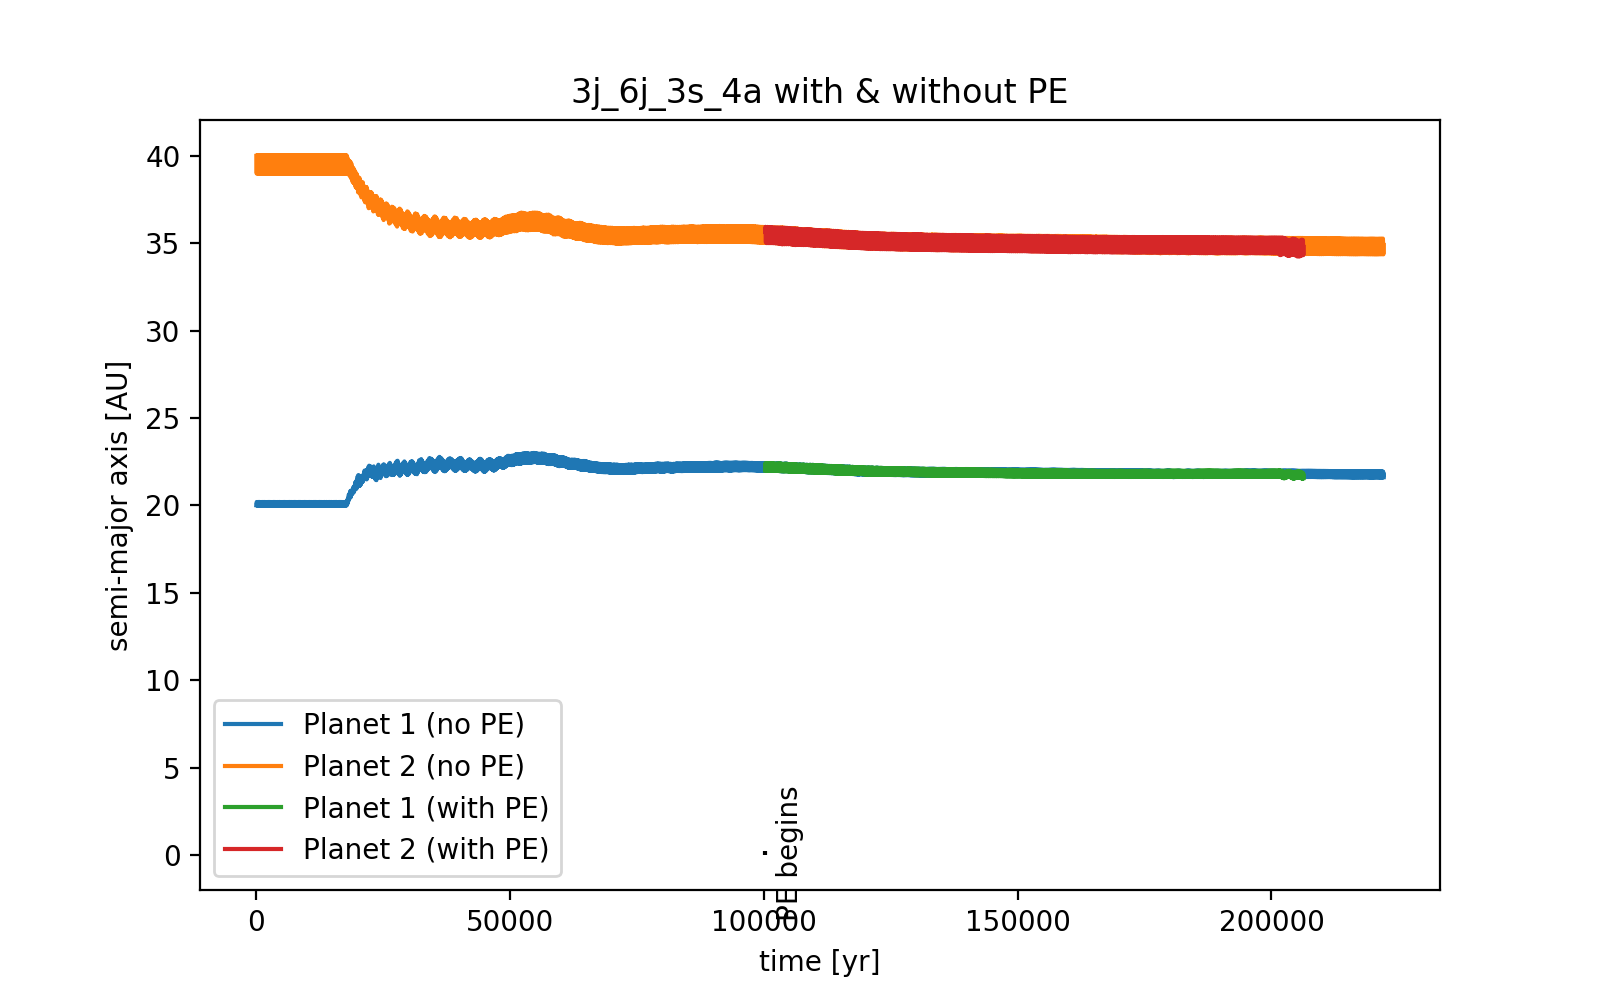 3j_6j_3s_4a with & without PE
semi-major axis [AU]
40
35
30
25
20
15
10
5
0
Planet 1 (no PE)
Planet 2 (no PE)
Planet 1 (with PE)
Planet 2 (with PE)
PE begins
0
50000
100000
150000
200000
time [yr]